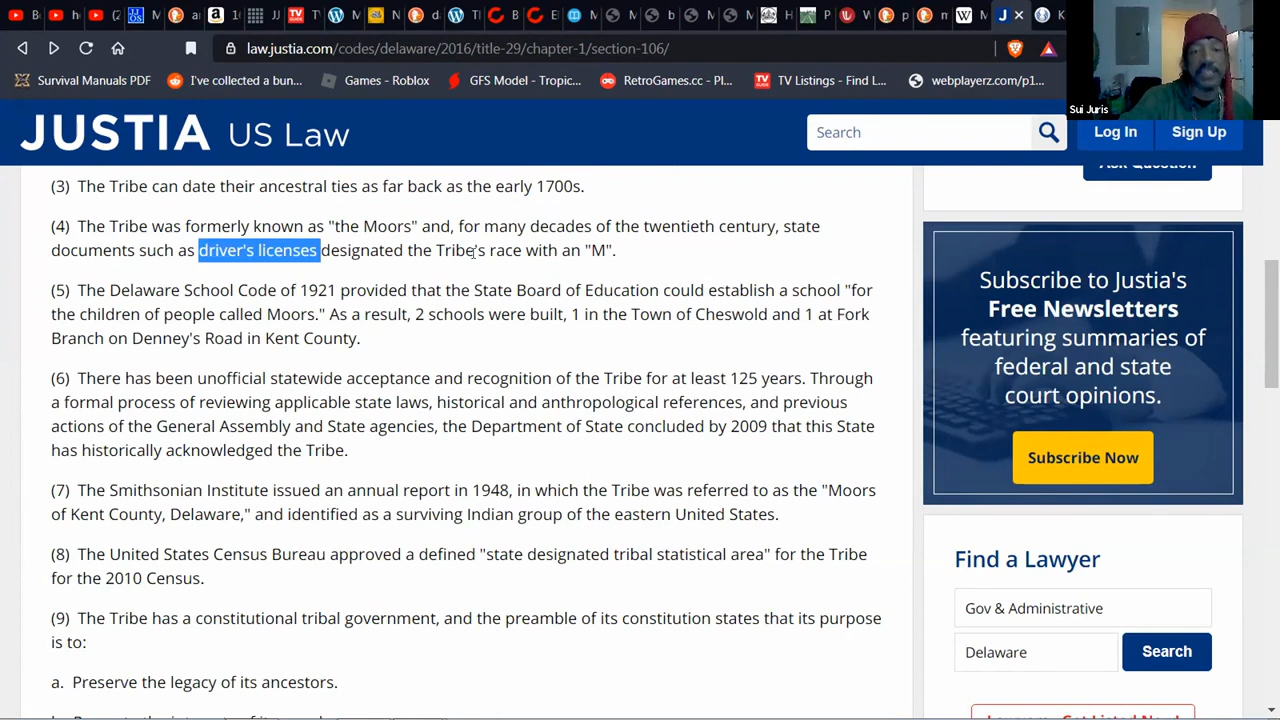 law.justia.com/codes/delaware/2016/title-29/chapter-1/section-106/
Survival Manuals PDF
I've collected a bun...
Games - Roblox
GFS Model - Tropic...
RetroGames.cc - Pl...
TV Listings - Find L...
webplayerz.com/p1...
Sui Juris
JUSTIA US Law
Search
Log In
Sign Up
(3) The Tribe can date their ancestral ties as far back as the early 1700s.
(4) The Tribe was formerly known as "the Moors" and, for many decades of the twentieth century, state
documents such as driver's licenses designated the Tribe's race with an "M".
(5) The Delaware School Code of 1921 provided that the State Board of Education could establish a school "for
the children of people called Moors." As a result, 2 schools were built, 1 in the Town of Cheswold and 1 at Fork
Branch on Denney's Road in Kent County.
(6) There has been unofficial statewide acceptance and recognition of the Tribe for at least 125 years. Through
a formal process of reviewing applicable state laws, historical and anthropological references, and previous
actions of the General Assembly and State agencies, the Department of State concluded by 2009 that this State
has historically acknowledged the Tribe.
(7) The Smithsonian Institute issued an annual report in 1948, in which the Tribe was referred to as the "Moors
of Kent County, Delaware," and identified as a surviving Indian group of the eastern United States.
(8) The United States Census Bureau approved a defined "state designated tribal statistical area" for the Tribe
for the 2010 Census.
(9) The Tribe has a constitutional tribal government, and the preamble of its constitution states that its purpose
is to:
a. Preserve the legacy of its ancestors.
Ask Question
Subscribe to Justia's
Free Newsletters
featuring summaries of
federal and state
court opinions.
Subscribe Now
Find a Lawyer
Gov & Administrative
Delaware
Search